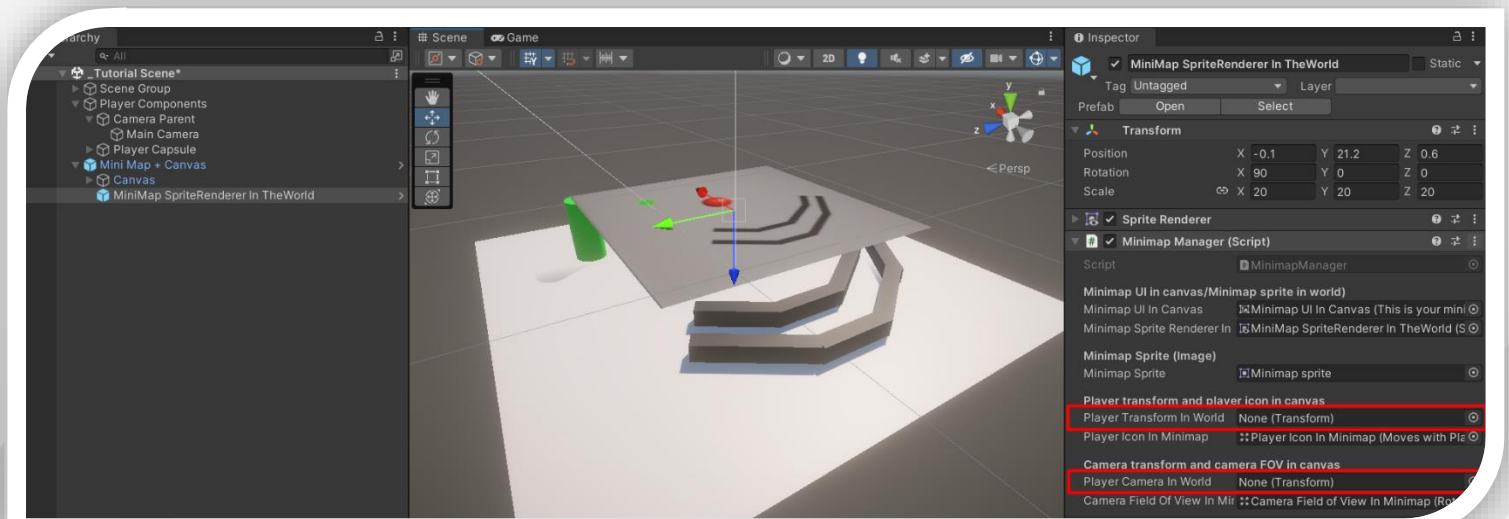 # Scene Game
Inspector
All
_Tutorial Scene*
Scene Group
Player Components
Camera Parent
Main Camera
Player Capsule
Mini Map + Canvas
Canvas
MiniMap SpriteRenderer In TheWorld
2D
y
x
z
<Persp
MiniMap SpriteRenderer In TheWorld Static
Tag Untagged Layer
Prefab Open Select
Transform
Position X -0.1 Y 21.2 Z 0.6
Rotation X 90 Y 0 Z 0
Scale X 20 Y 20 Z 20
Sprite Renderer
# Minimap Manager (Script)
Script # MinimapManager
Minimap UI in canvas/Minimap sprite in world)
Minimap UI In Canvas Minimap UI In Canvas (This is your mini
Minimap Sprite Renderer In MiniMap SpriteRenderer In TheWorld (S
Minimap Sprite (Image)
Minimap Sprite Minimap sprite
Player transform and player icon in canvas
Player Transform In World None (Transform)
Player Icon In Minimap Player Icon In Minimap (Moves with Pla
Camera transform and camera FOV in canvas
Player Camera In World None (Transform)
Camera Field Of View In Mir Camera Field of View In Minimap (Rot